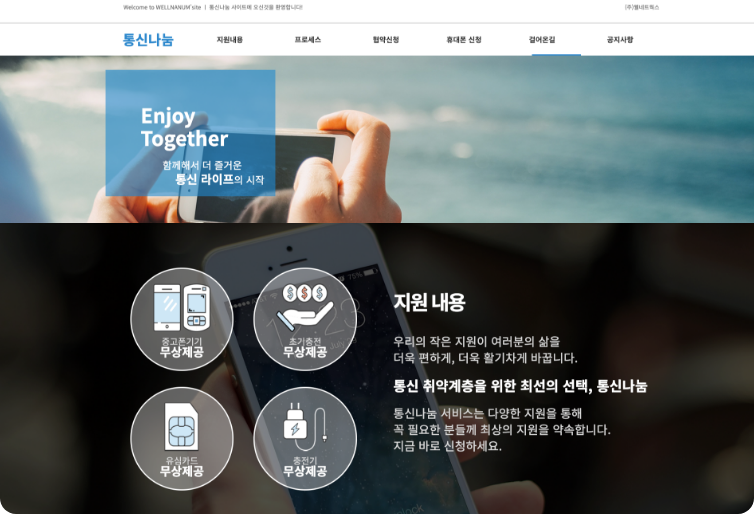 Welcome to WELLNANUM'site ㅣ 통신나눔 사이트에 오신것을 환영합니다!
(주)웰네트웍스
통신나눔 지원내용 프로세스 협약신청 휴대폰 신청 걸어온길 공지사항
Enjoy
Together
함께해서 더 즐거운
통신 라이프의 시작
75%
중고폰기기
무상제공
초기충전
무상제공
유심카드
무상제공
충전기
무상제공
지원 내용
우리의 작은 지원이 여러분의 삶을
더욱 편하게, 더욱 활기차게 바꿉니다.
통신 취약계층을 위한 최선의 선택, 통신나눔
통신나눔 서비스는 다양한 지원을 통해
꼭 필요한 분들께 최상의 지원을 약속합니다.
지금 바로 신청하세요.